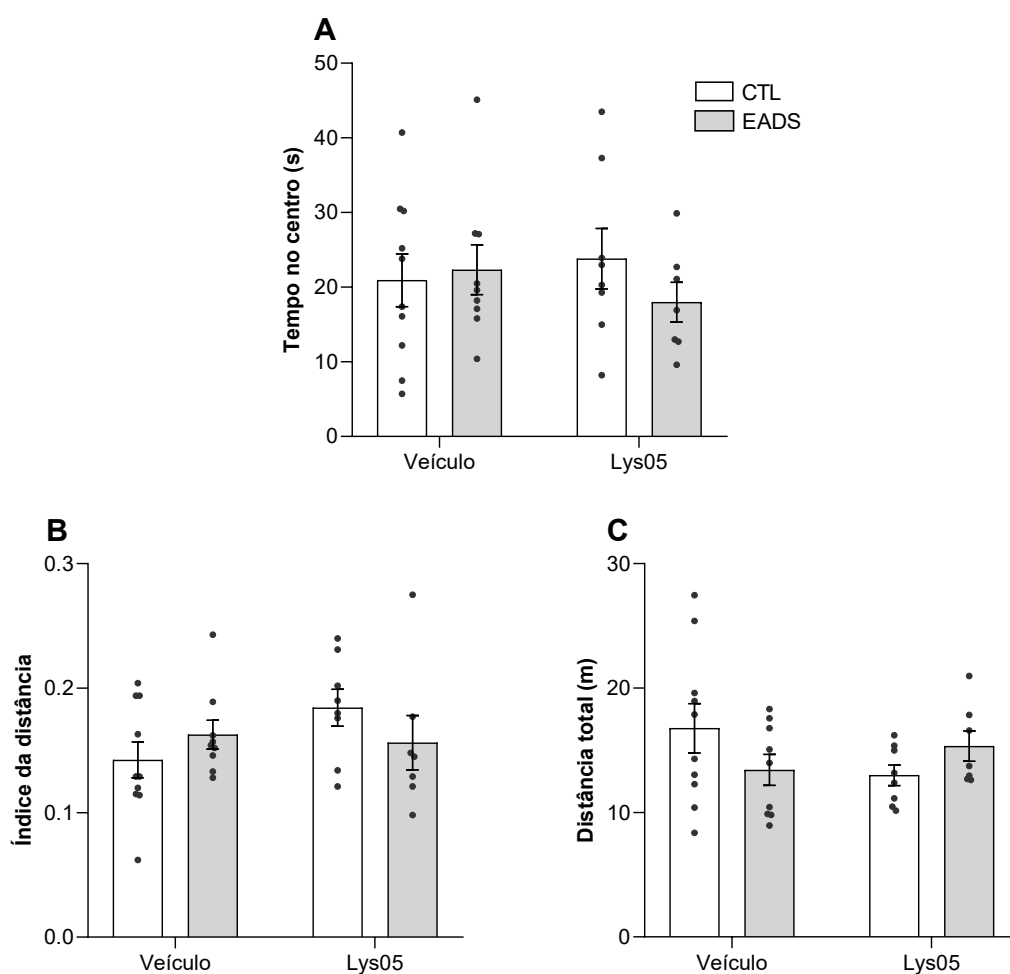 A
Tempo no centro (s)
50
40
30
20
10
0
CTL
EADS
Veículo
Lys05
B
Índice da distância
0.3
0.2
0.1
0.0
Veículo
Lys05
C
Distância total (m)
30
20
10
0
Veículo
Lys05